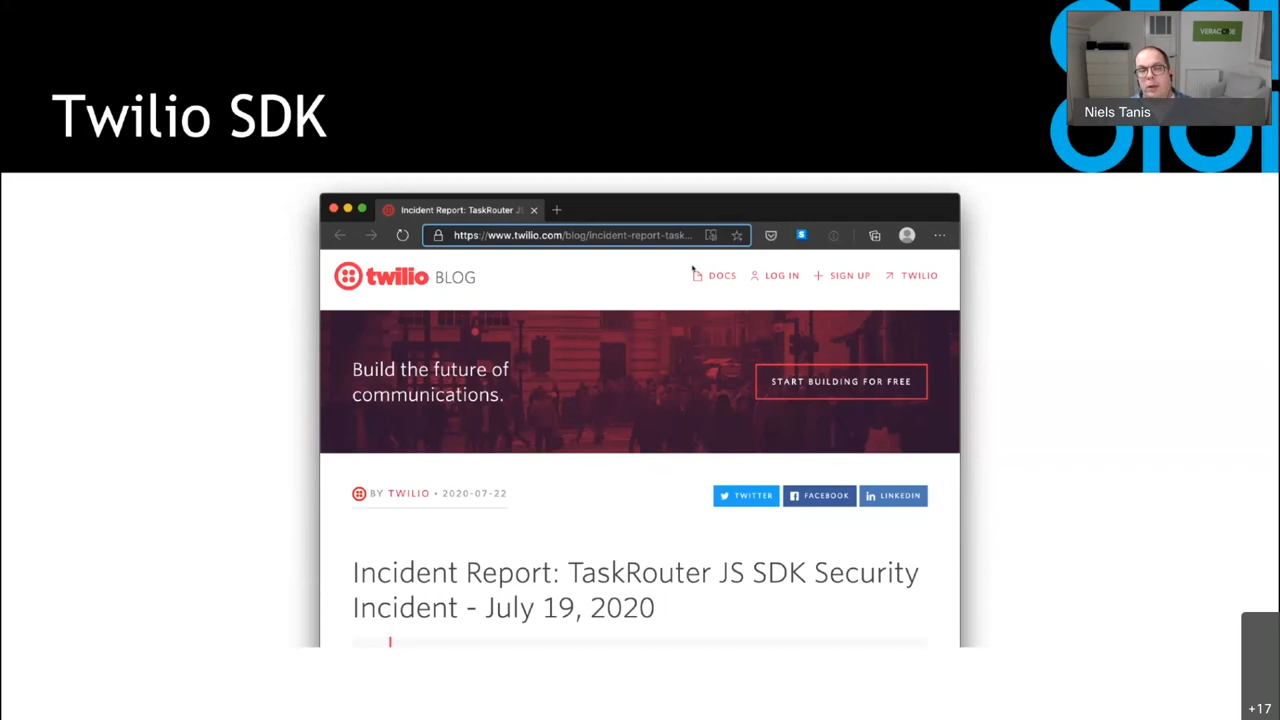 Twilio SDK
VERACODE
Niels Tanis
Incident Report: TaskRouter JS
https://www.twilio.com/blog/incident-report-task...
twilio BLOG
DOCS
LOG IN
SIGN UP
TWILIO
Build the future of
communications.
START BUILDING FOR FREE
BY TWILIO • 2020-07-22
TWITTER
FACEBOOK
LINKEDIN
Incident Report: TaskRouter JS SDK Security
Incident - July 19, 2020
+17